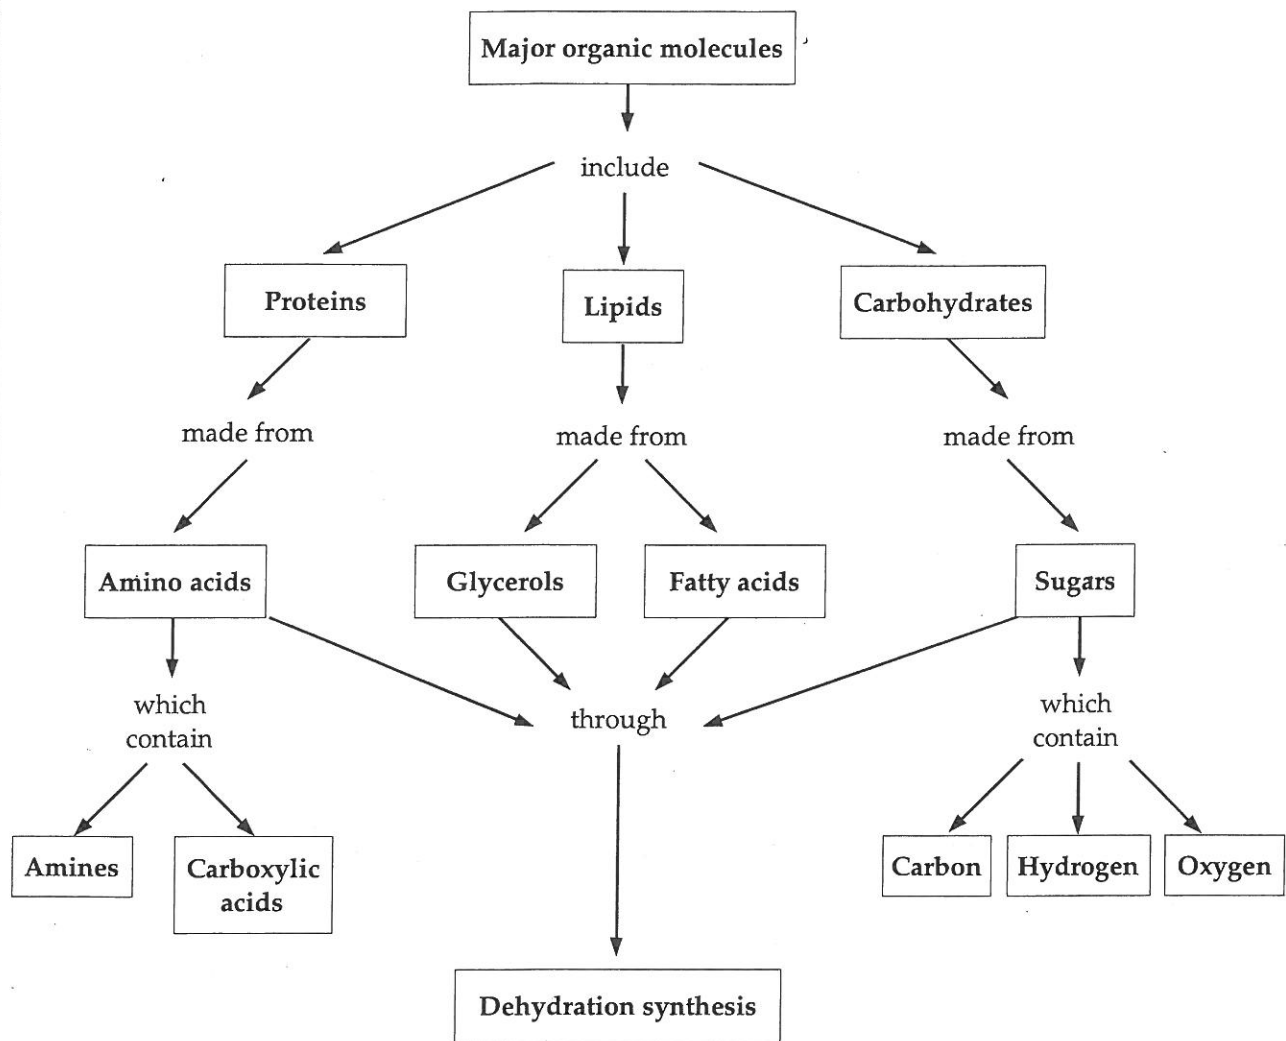 Major organic molecules
include
Proteins
Lipids
Carbohydrates
made from
made from
made from
Amino acids
Glycerols
Fatty acids
Sugars
which
contain
through
which
contain
Amines
Carboxylic
acids
Carbon
Hydrogen
Oxygen
Dehydration synthesis